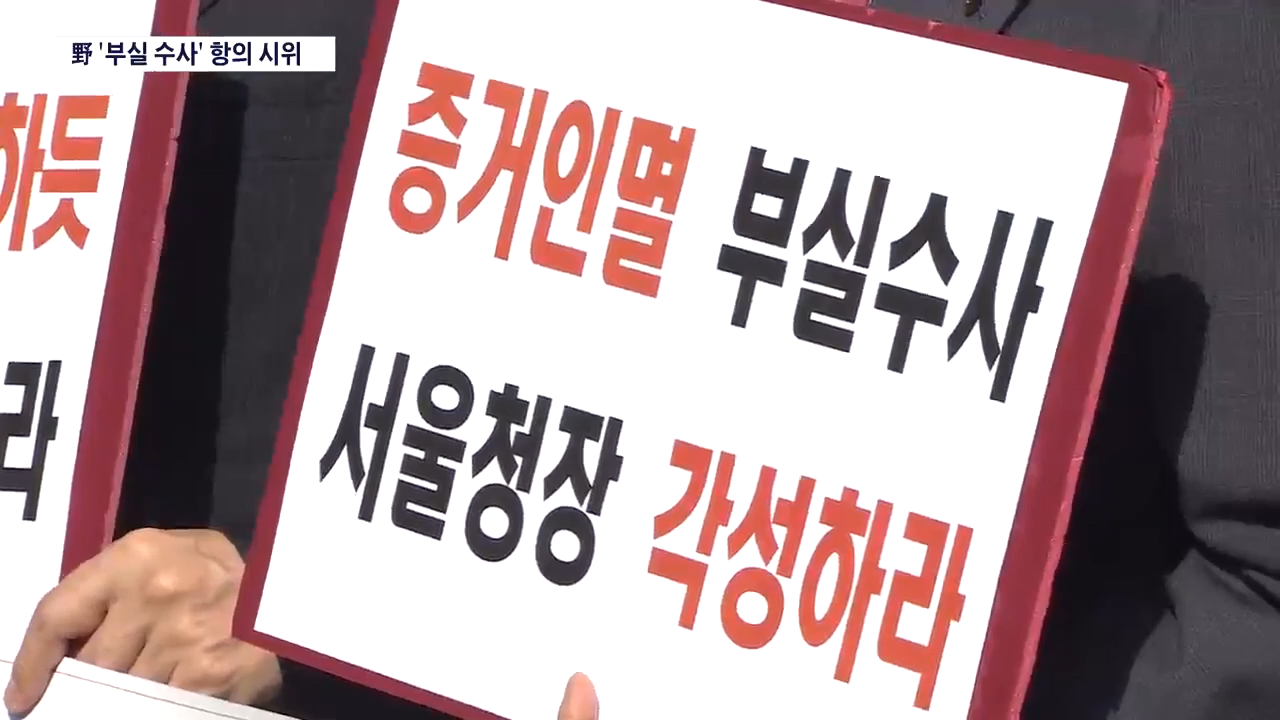 野 '부실 수사' 항의 시위
하듯
라
증거인멸 부실수사
서울청장 각성하라